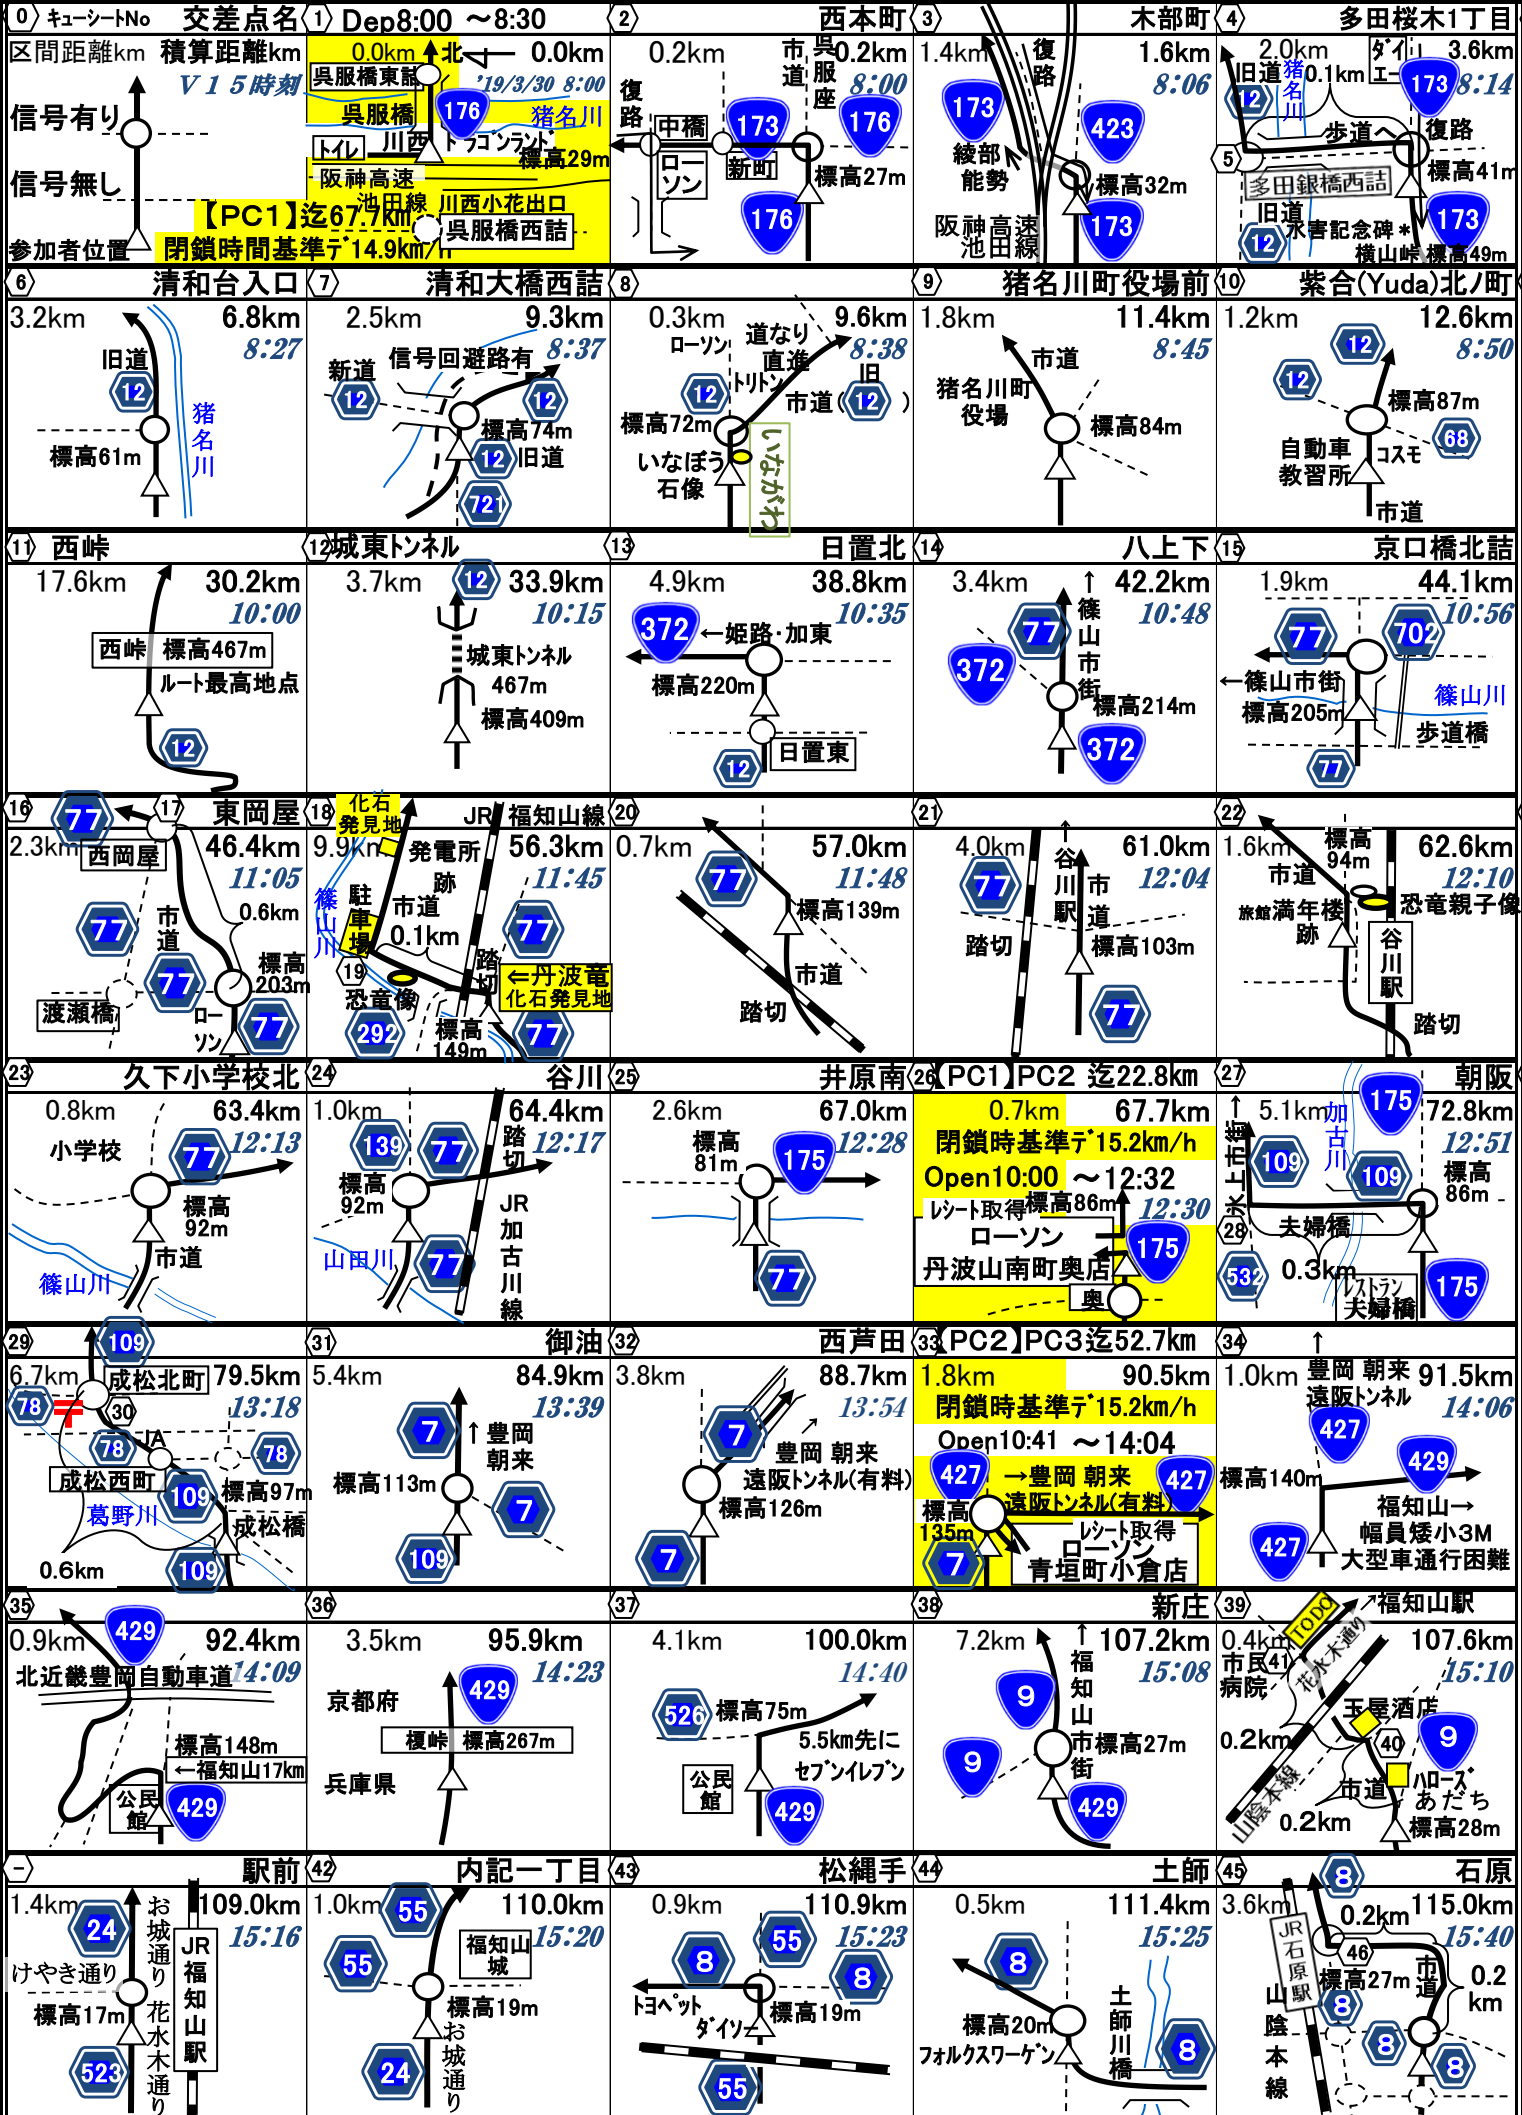 0 キューシートNo 交差点名
区間距離km 積算距離km
V15時刻
信号有り
信号無し
参加者位置
1 Dep8:00 ～8:30
0.0km 北 0.0km
呉服橋東詰 '19/3/30 8:00
呉服橋 176 猪名川
トイレ 川西 ドラゴンランド
標高29m
阪神高速
池田線 川西小花出口
【PC1】迄67.7km
呉服橋西詰
閉鎖時間基準ﾃﾞ14.9km/h
2 西本町
0.2km 市道 呉服座 0.2km
8:00
復路 中橋 173 176
ローソン 新町 標高27m
176
3 木部町
1.4km 復路 1.6km
8:06
173 423
綾部
能勢
標高32m
阪神高速
池田線
173
4 多田桜木1丁目
2.0km ダイエー 3.6km
旧道 猪名川 0.1km 173 8:14
12 歩道へ 復路
5 標高41m
多田銀橋西詰
旧道 173
12 水害記念碑*
横山峠 標高49m
6 清和台入口
3.2km 6.8km
8:27
旧道
12 猪名川
標高61m
7 清和大橋西詰
2.5km 9.3km
信号回避路有 8:37
新道
12 12
標高74m
12 旧道
721
8
0.3km 9.6km
ローソン 道なり直進 8:38
トリトン 旧
12 市道(12)
標高72m
いなぼう
石像
いながわ
9 猪名川町役場前
1.8km 11.4km
市道 8:45
猪名川町
役場
標高84m
10 紫合(Yuda)北ﾉ町
1.2km 12.6km
12 8:50
12 標高87m
68
自動車
教習所 コスモ
市道
11 西峠
17.6km 30.2km
10:00
西峠 標高467m
ルート最高地点
12
12 城東トンネル
3.7km 12 33.9km
10:15
城東トンネル
467m
標高409m
13 日置北
4.9km 38.8km
10:35
372 ←姫路・加東
標高220m
日置東
12
14 八上下
3.4km ↑篠山市街 42.2km
77 10:48
372
標高214m
372
15 京口橋北詰
1.9km 44.1km
10:56
77 702
←篠山市街 篠山川
標高205m
歩道橋
77
16 77 17 東岡屋
2.3km 西岡屋 46.4km
11:05
77 市道 0.6km
77 標高
203m
渡瀬橋 ローソン 77
18 化石
発見地 JR 福知山線
9.9km 発電所
跡 56.3km
11:45
篠山川 駐車場 市道 77
0.1km
踏切
19 ←丹波竜
化石発見地
恐竜像
292 標高
149m 77
20
0.7km 57.0km
77 11:48
標高139m
市道
踏切
21
4.0km ↑谷川駅 61.0km
77 市道 12:04
踏切 標高103m
77
22
1.6km 標高
94m 62.6km
市道 12:10
旅館満年楼
跡 恐竜親子像
谷川駅
踏切
23 久下小学校北
0.8km 63.4km
小学校 12:13
77
標高
92m
市道
篠山川
24 谷川
1.0km 64.4km
139 77 踏切 12:17
標高
92m
JR加古川線
山田川 77
25 井原南
2.6km 67.0km
標高
81m 175 12:28
77
26 【PC1】PC2 迄22.8km
0.7km 67.7km
閉鎖時基準ﾃﾞ15.2km/h
Open10:00 ～12:32
レシート取得 標高86m 12:30
ローソン
丹波山南町奥店 175
奥
27 朝阪
5.1km 加古川 175 72.8km
12:51
↑氷上市街 109 109 標高
86m
28 夫婦橋
532 0.3km
レストラン
夫婦橋 175
29 109
6.7km 成松北町 79.5km
78 30 13:18
78 JA 78
成松西町
109 標高97m
葛野川 成松橋
0.6km 109
31 御油
5.4km 84.9km
13:39
7 ↑豊岡
朝来
標高113m
7
109
32 西芦田
3.8km 88.7km
13:54
7 豊岡 朝来
遠阪トンネル(有料)
標高126m
7
33 【PC2】PC3迄52.7km
1.8km 90.5km
閉鎖時基準ﾃﾞ15.2km/h
Open10:41 ～14:04
427 →豊岡 朝来 427
標高
135m 遠阪トンネル(有料)
レシート取得
ローソン
7 青垣町小倉店
34
1.0km ↑豊岡 朝来 91.5km
遠阪トンネル 14:06
427
429
標高140m
福知山→
427 幅員矮小3M
大型車通行困難
35
0.9km 429 92.4km
14:09
北近畿豊岡自動車道
標高148m
←福知山17km
公民館 429
36
3.5km 95.9km
14:23
京都府 429
榎峠 標高267m
兵庫県
37
4.1km 100.0km
14:40
526 標高75m
5.5km先に
セブンイレブン
公民館
429
38 新庄
7.2km ↑福知山市街 107.2km
15:08
9
標高27m
9
429
39 ↗福知山駅
0.4km TODO 107.6km
市民病院 41 花水木通り 15:10
玉屋酒店
0.2km 40 9
山陰本線 市道 ハローズ
あだち
0.2km 標高28m
－ 駅前
1.4km お城通り 109.0km
24 15:16
けやき通り JR福知山駅
標高17m 花水木通り
523
42 内記一丁目
1.0km 55 110.0km
15:20
55 福知山城
標高19m
お城通り
24
43 松縄手
0.9km 110.9km
55 15:23
8 8
トヨペット 標高19m
ダイソー
55
44 土師
0.5km 111.4km
15:25
8
土師川橋
標高20m
フォルクスワーゲン 8
45 8 石原
3.6km 115.0km
JR石原駅 0.2km 15:40
46
標高27m 市道 0.2
km
8
山陰本線 8 8